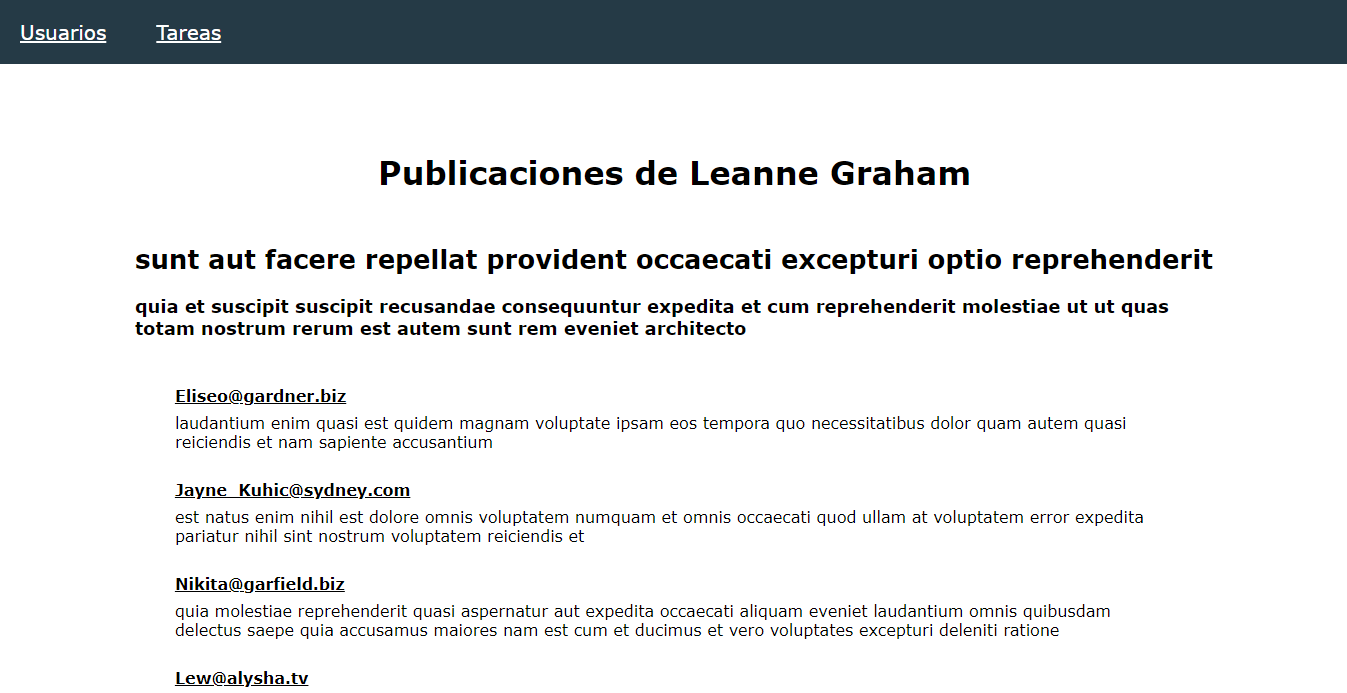 Usuarios Tareas
Publicaciones de Leanne Graham
sunt aut facere repellat provident occaecati excepturi optio reprehenderit
quia et suscipit suscipit recusandae consequuntur expedita et cum reprehenderit molestiae ut ut quas
totam nostrum rerum est autem sunt rem eveniet architecto
Eliseo@gardner.biz
laudantium enim quasi est quidem magnam voluptate ipsam eos tempora quo necessitatibus dolor quam autem quasi
reiciendis et nam sapiente accusantium
Jayne_Kuhic@sydney.com
est natus enim nihil est dolore omnis voluptatem numquam et omnis occaecati quod ullam at voluptatem error expedita
pariatur nihil sint nostrum voluptatem reiciendis et
Nikita@garfield.biz
quia molestiae reprehenderit quasi aspernatur aut expedita occaecati aliquam eveniet laudantium omnis quibusdam
delectus saepe quia accusamus maiores nam est cum et ducimus et vero voluptates excepturi deleniti ratione
Lew@alysha.tv